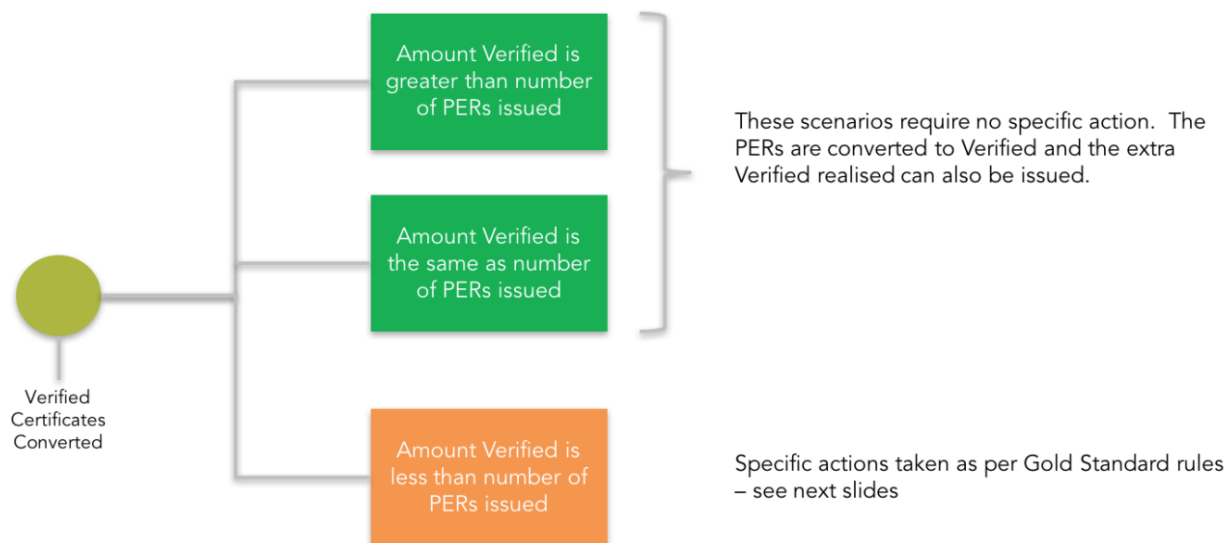 Amount Verified is
greater than number
of PERs issued
These scenarios require no specific action.  The
PERs are converted to Verified and the extra
Verified realised can also be issued.
Amount Verified is
the same as number
of PERs issued
Verified
Certificates
Converted
Amount Verified is
less than number of
PERs issued
Specific actions taken as per Gold Standard rules
– see next slides